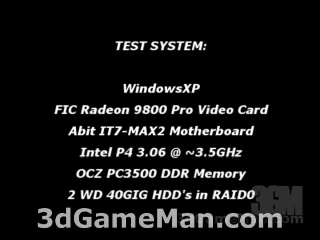 TEST SYSTEM:
WindowsXP
FIC Radeon 9800 Pro Video Card
Abit IT7-MAX2 Motherboard
Intel P4 3.06 @ ~3.5GHz
OCZ PC3500 DDR Memory
2 WD 40GIG HDD's in RAID0
3dGameMan.com